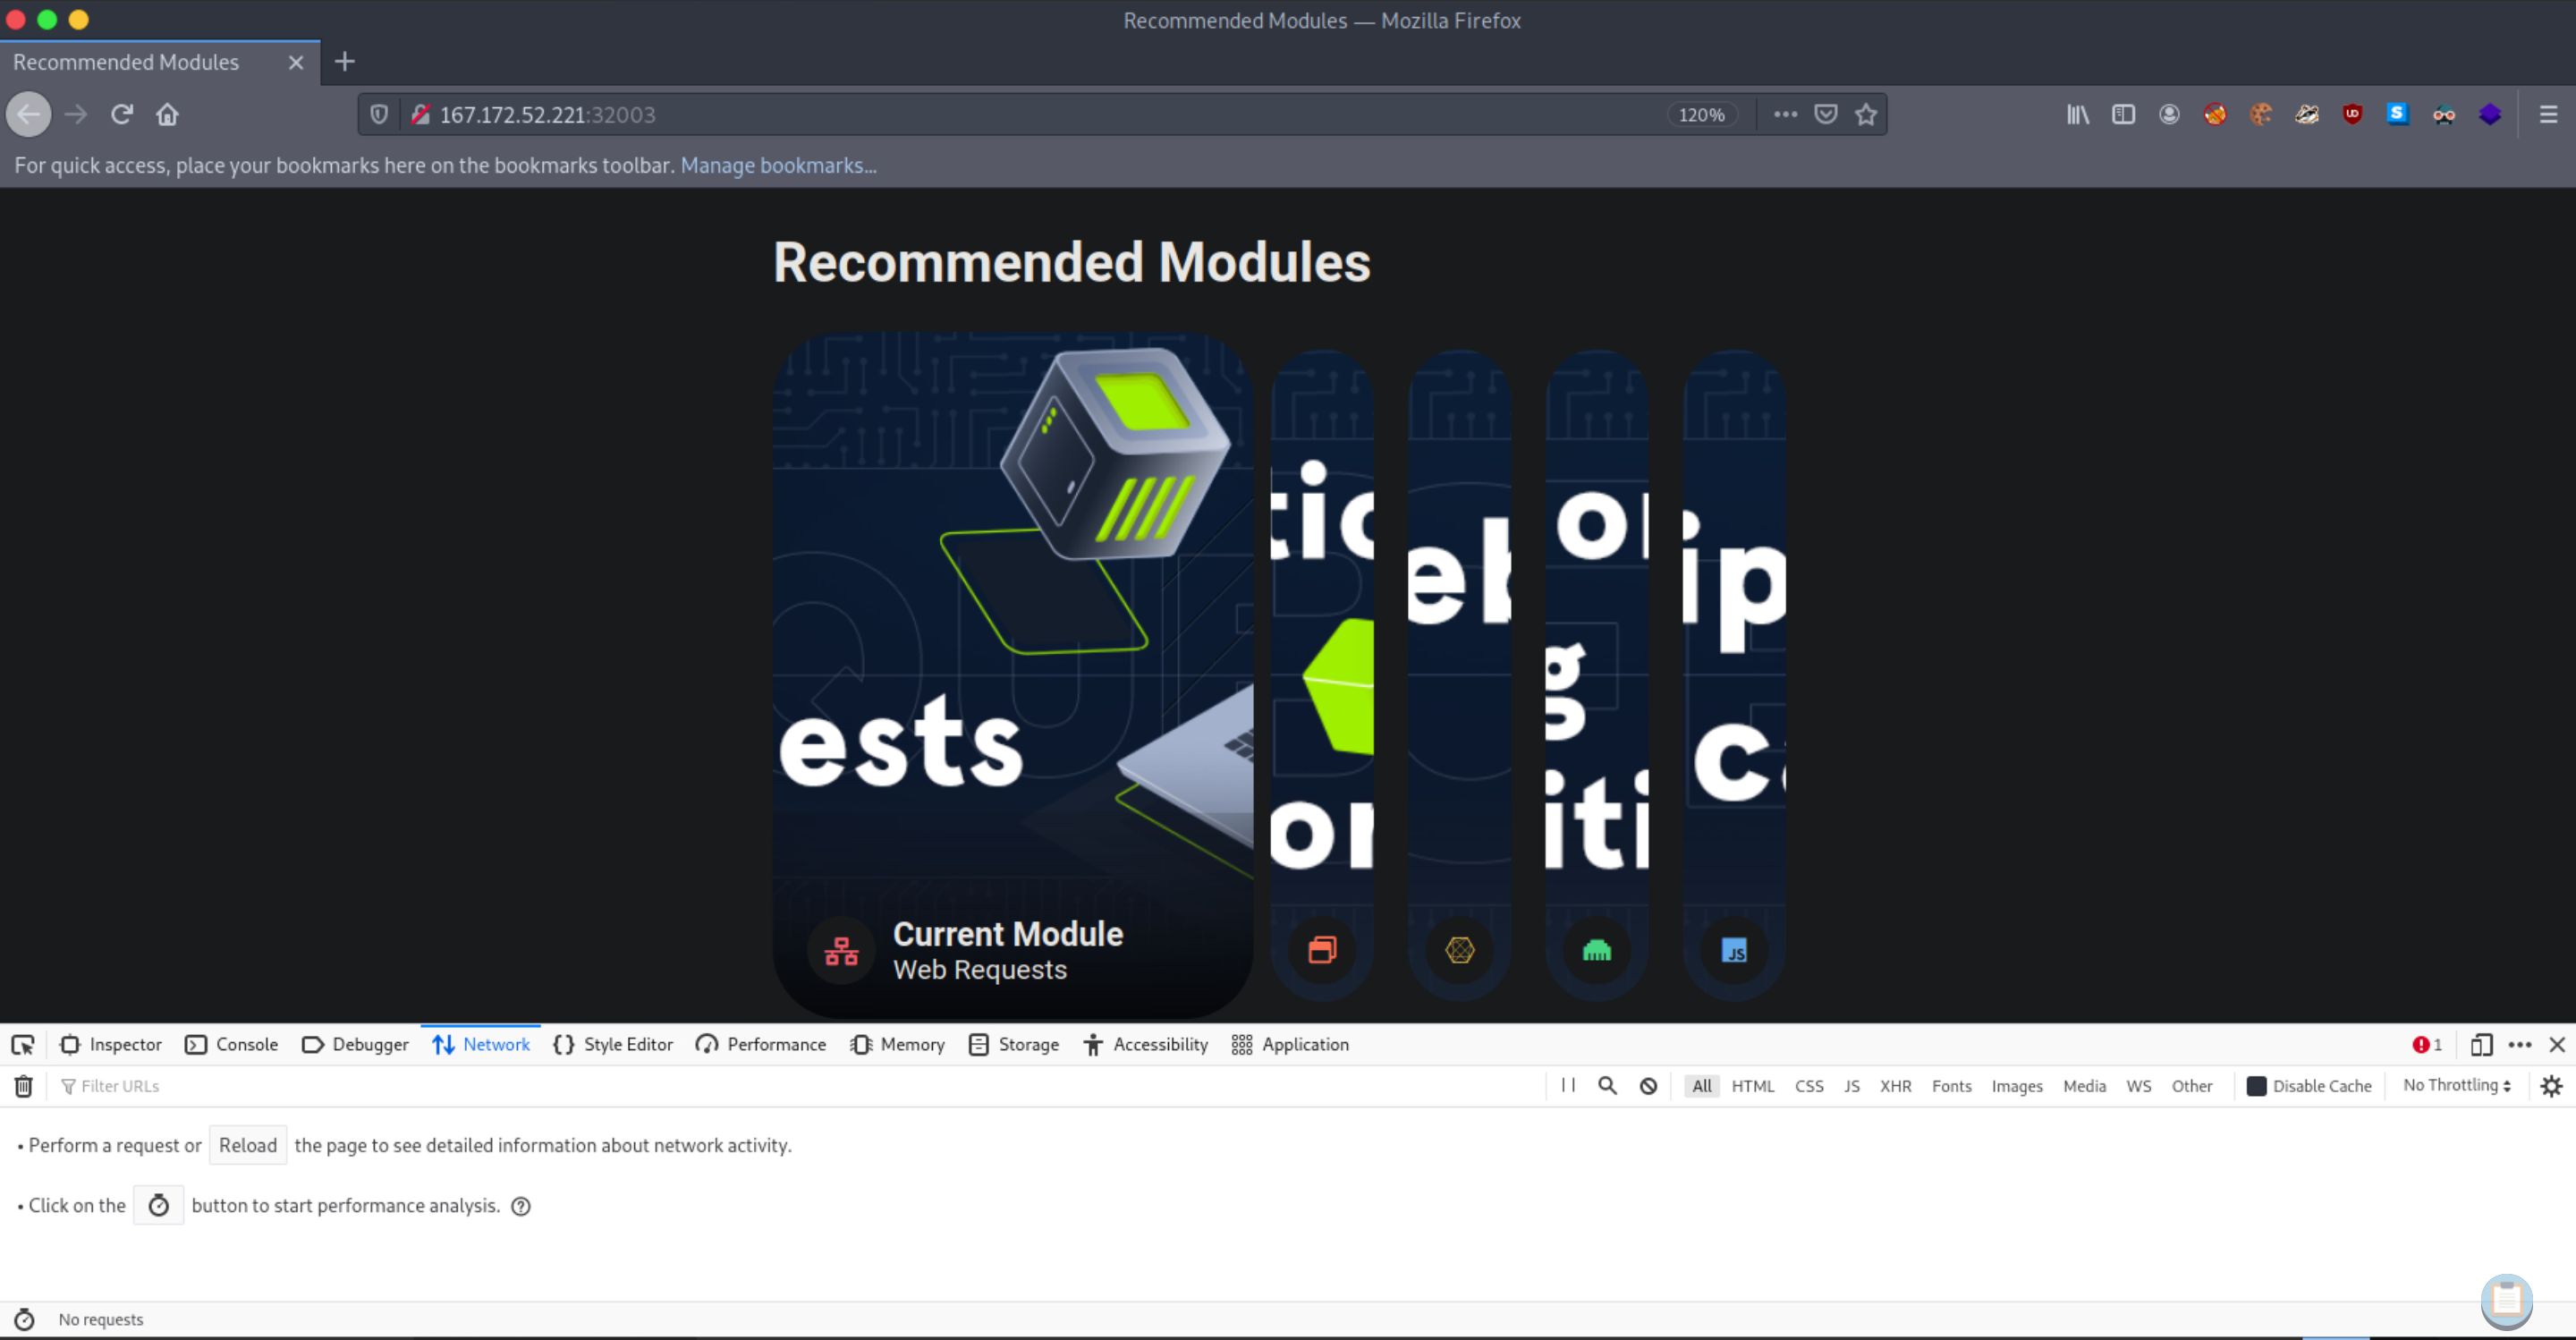 Recommended Modules — Mozilla Firefox
Recommended Modules
167.172.52.221:32003
120%
For quick access, place your bookmarks here on the bookmarks toolbar. Manage bookmarks...
Recommended Modules
ests
tio
or
eb
g
iti
ip
Current Module
Web Requests
JS
Inspector Console Debugger Network Style Editor Performance Memory Storage Accessibility Application 1
Filter URLs All HTML CSS JS XHR Fonts Images Media WS Other Disable Cache No Throttling
• Perform a request or Reload the page to see detailed information about network activity.
• Click on the button to start performance analysis.
No requests